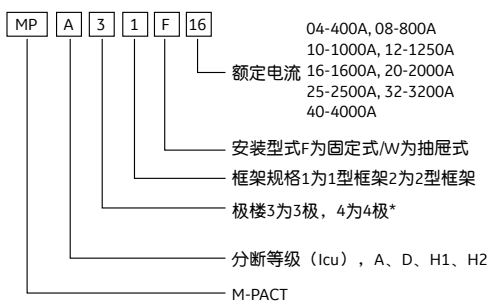 MP A 3 1 F 16
04-400A, 08-800A
10-1000A, 12-1250A
额定电流 16-1600A, 20-2000A
25-2500A, 32-3200A
40-4000A
安装型式F为固定式/W为抽屉式
框架规格1为1型框架2为2型框架
极楼3为3极，4为4极*
分断等级（Icu），A、D、H1、H2
M-PACT